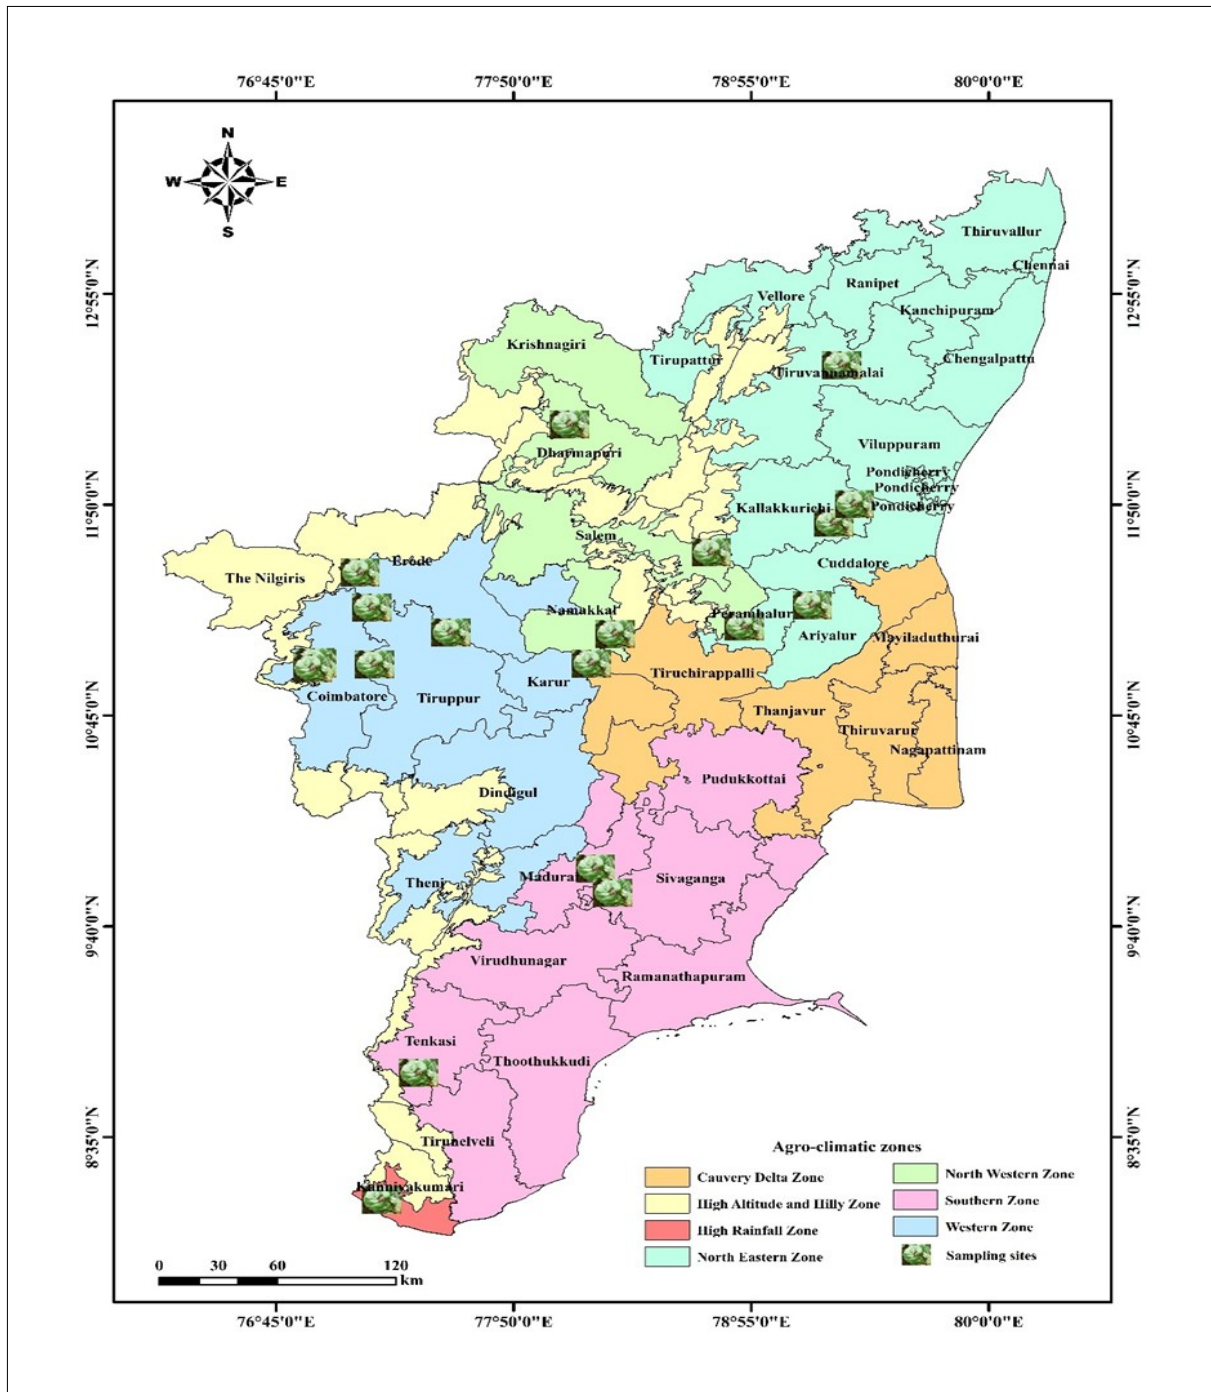 76°45'0"E 77°50'0"E 78°55'0"E 80°0'0"E
N
W E
S
Thiruvallur
Chennai
12°55'0"N
12°55'0"N
Ranipet
Vellore
Kanchipuram
Krishnagiri
Tirupattur
Chengalpattu
Tiruvannamalai
Viluppuram
Dharmapuri
Pondicherry
Pondicherry
11°50'0"N
Kallakkurichi
Pondicherry
11°50'0"N
Salem
Erode
Cuddalore
The Nilgiris
Namakkal
Perambalur
Ariyalur
Mayiladuthurai
Tiruchirappalli
Karur
Coimbatore
Tiruppur
Thanjavur
10°45'0"N
10°45'0"N
Thiruvarur
Nagapattinam
Pudukkottai
Dindigul
Theni
Madurai
Sivaganga
9°40'0"N
9°40'0"N
Virudhunagar
Ramanathapuram
Tenkasi
Thoothukkudi
8°35'0"N
8°35'0"N
Tirunelveli
Kanniyakumari
Agro-climatic zones
Cauvery Delta Zone
High Altitude and Hilly Zone
High Rainfall Zone
North Eastern Zone
North Western Zone
Southern Zone
Western Zone
Sampling sites
0 30 60 120
km
76°45'0"E 77°50'0"E 78°55'0"E 80°0'0"E